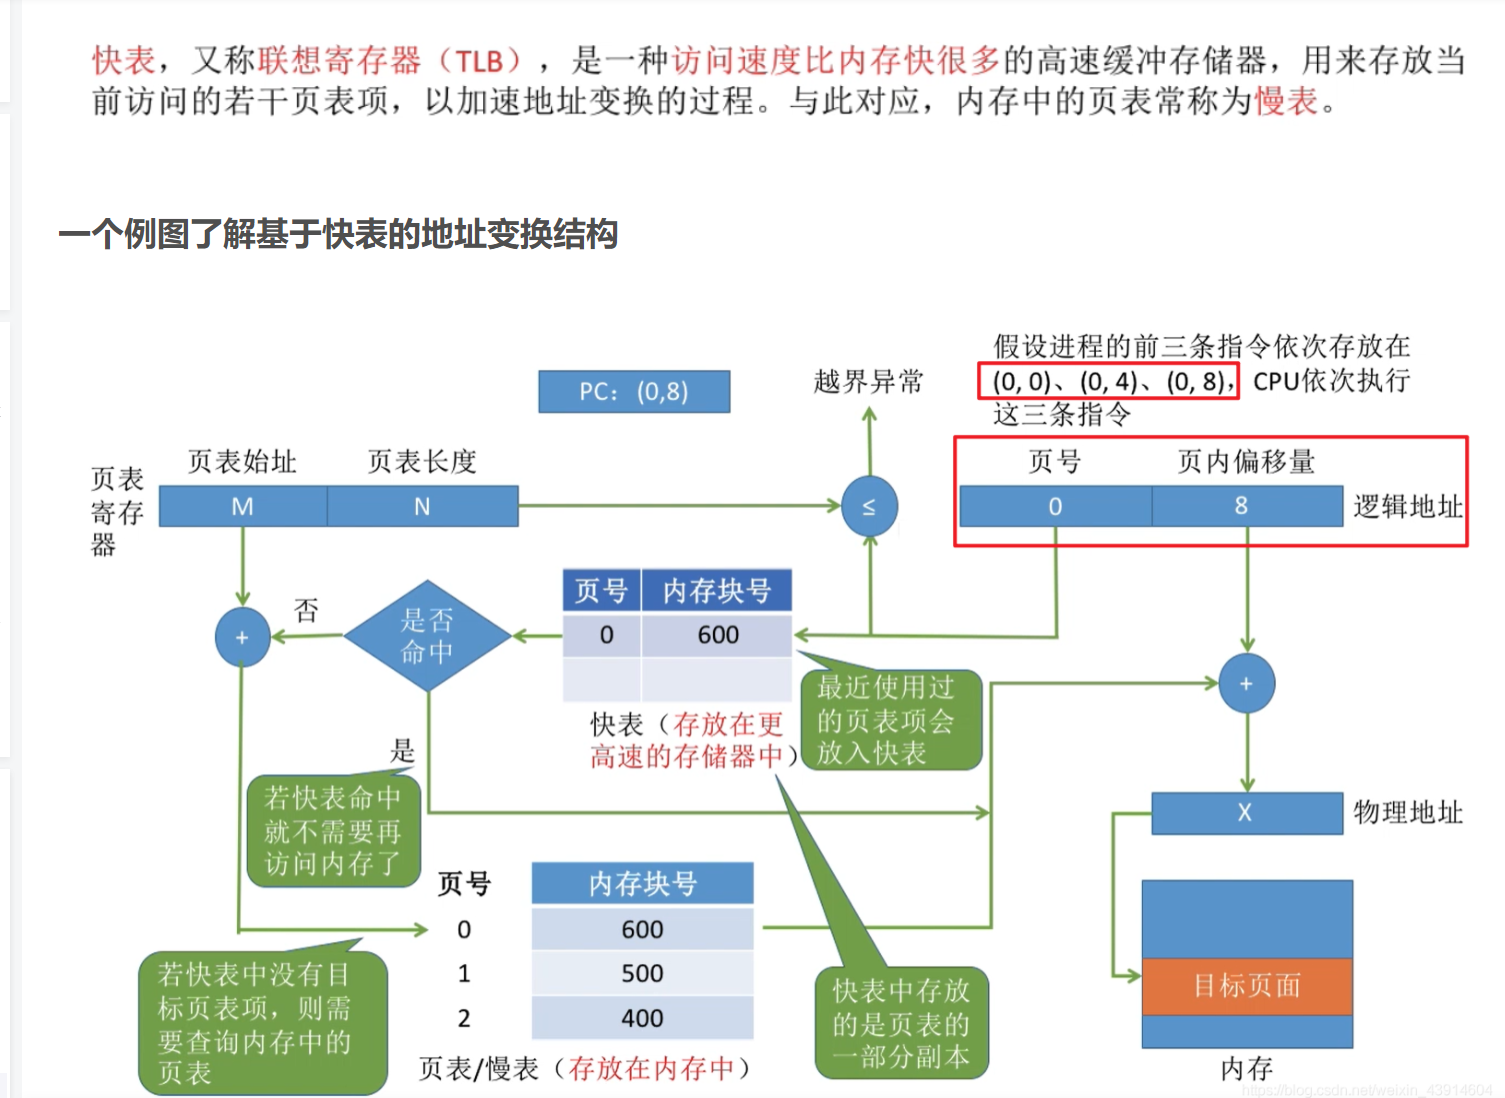 快表，又称联想寄存器（TLB），是一种访问速度比内存快很多的高速缓冲存储器，用来存放当
前访问的若干页表项，以加速地址变换的过程。与此对应，内存中的页表常称为慢表。
一个例图了解基于快表的地址变换结构
假设进程的前三条指令依次存放在
(0, 0)、(0, 4)、(0, 8)，CPU依次执行
这三条指令
PC：(0,8)
越界异常
页表
寄存
器
页表始址
页表长度
M
N
≤
页号
页内偏移量
0
8
逻辑地址
+
否
是否
命中
页号
内存块号
0
600
快表（存放在更
高速的存储器中）
最近使用过
的页表项会
放入快表
+
是
若快表命中
就不需要再
访问内存了
X
物理地址
页号
内存块号
0
600
1
500
2
400
页表/慢表（存放在内存中）
若快表中没有目
标页表项，则需
要查询内存中的
页表
快表中存放
的是页表的
一部分副本
目标页面
内存
https://blog.csdn.net/weixin_43914604